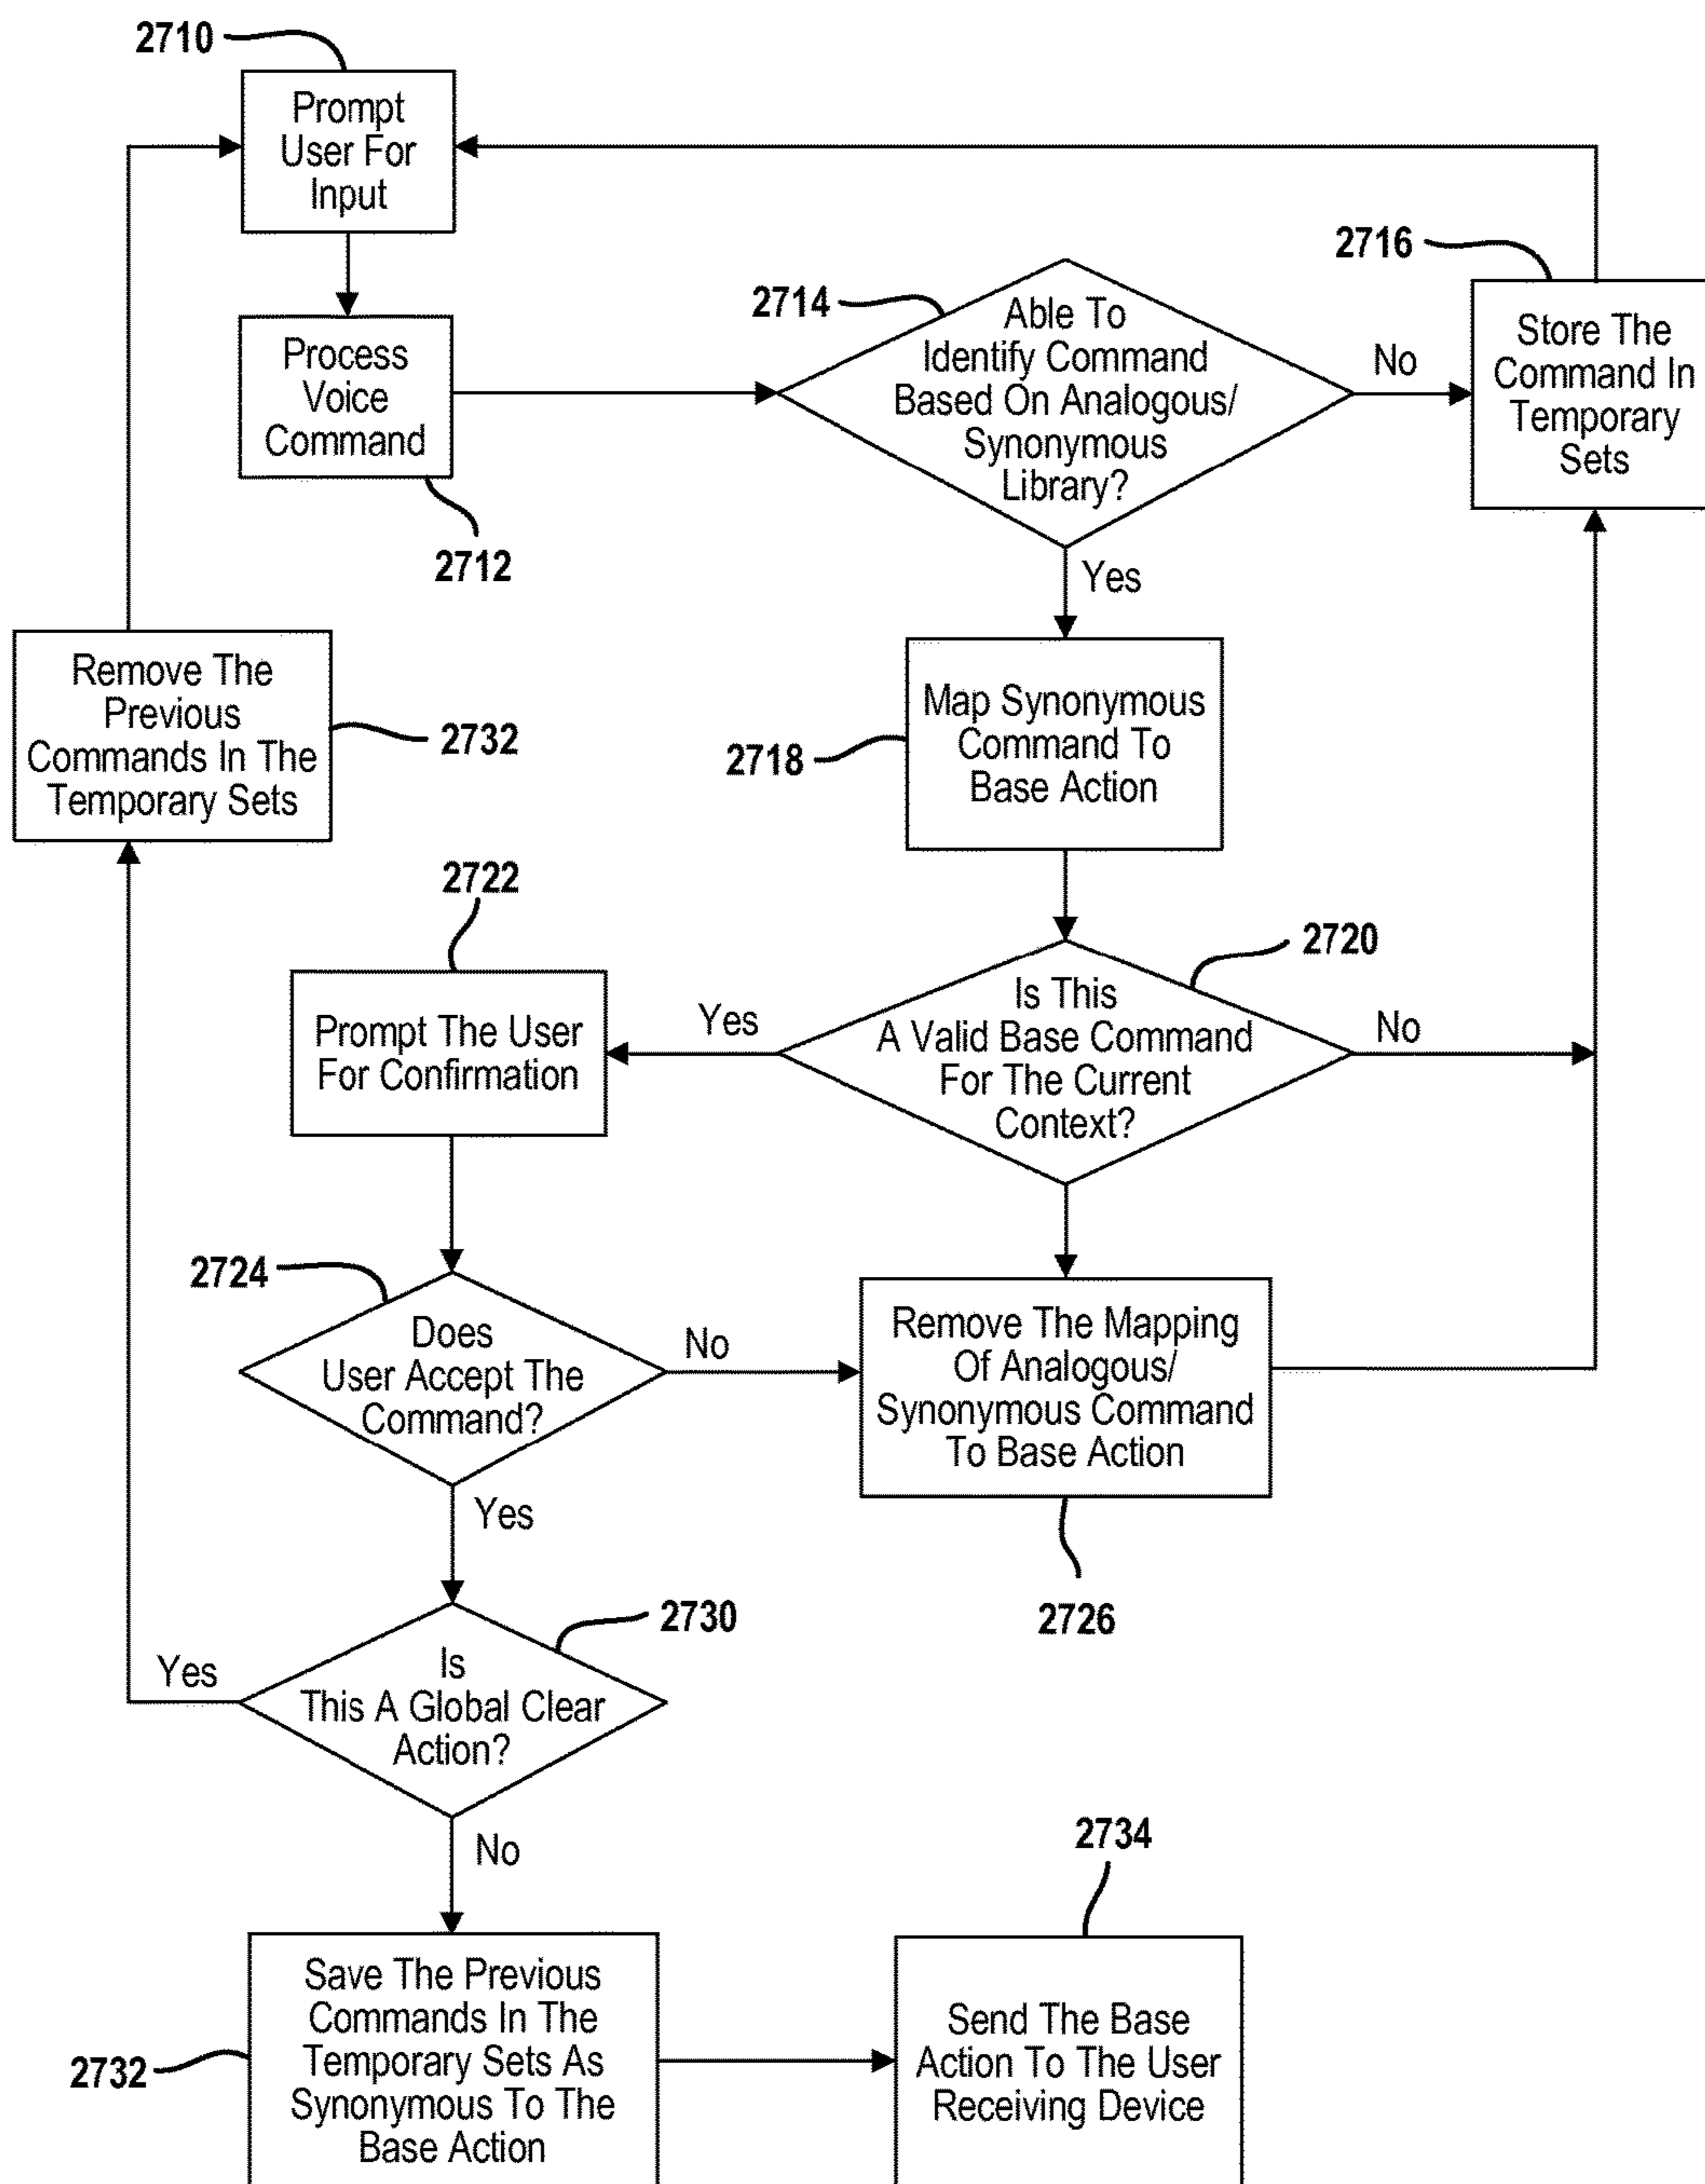 2710
Prompt
User For
Input
2716
2714
Able To
Identify Command
Based On Analogous/
Synonymous
Library?
No
Store The
Command In
Temporary
Sets
Process
Voice
Command
2712
Yes
Remove The
Previous
Commands In The
Temporary Sets
2732
2718
Map Synonymous
Command To
Base Action
2722
2720
Prompt The User
For Confirmation
Yes
Is This
A Valid Base Command
For The Current
Context?
No
2724
Does
User Accept The
Command?
No
Remove The Mapping
Of Analogous/
Synonymous Command
To Base Action
Yes
2726
2730
Yes
Is
This A Global Clear
Action?
No
2734
2732
Save The Previous
Commands In The
Temporary Sets As
Synonymous To The
Base Action
Send The Base
Action To The User
Receiving Device